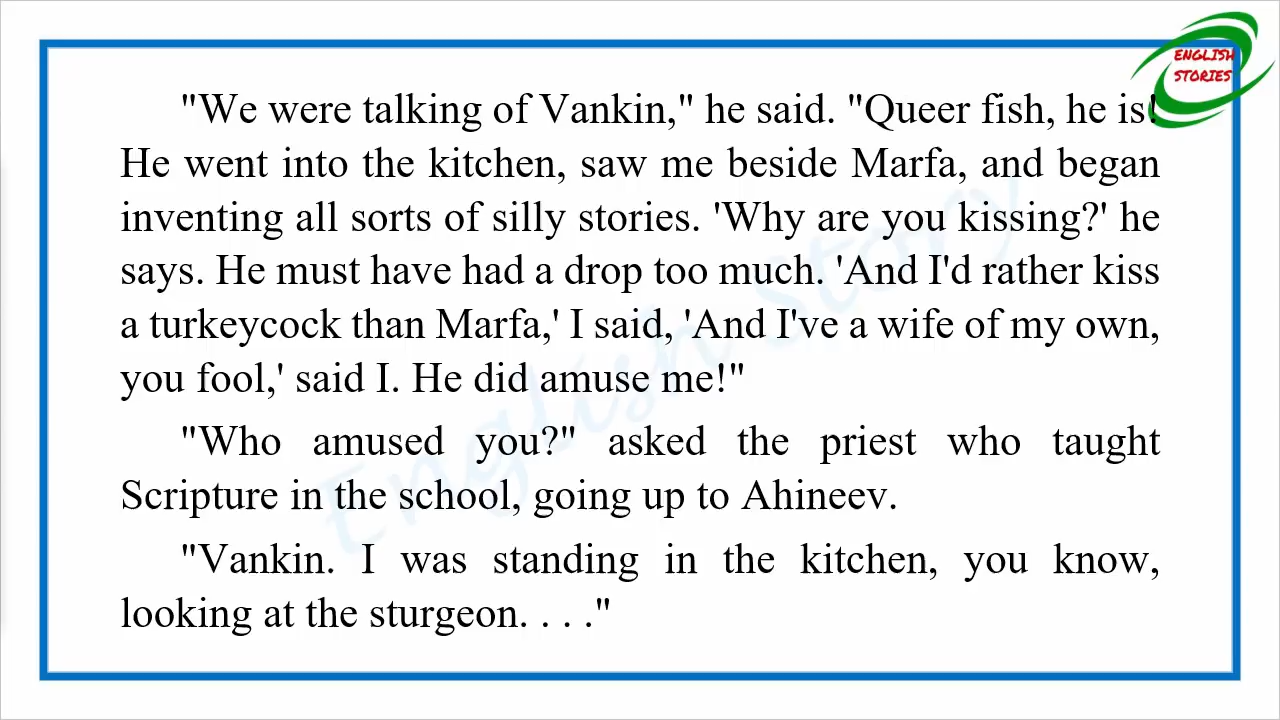 ENGLISH
STORIES
"We were talking of Vankin," he said. "Queer fish, he is!
He went into the kitchen, saw me beside Marfa, and began
inventing all sorts of silly stories. 'Why are you kissing?' he
says. He must have had a drop too much. 'And I'd rather kiss
a turkeycock than Marfa,' I said, 'And I've a wife of my own,
you fool,' said I. He did amuse me!"
"Who amused you?" asked the priest who taught
Scripture in the school, going up to Ahineev.
"Vankin. I was standing in the kitchen, you know,
looking at the sturgeon. . . ."
English Story